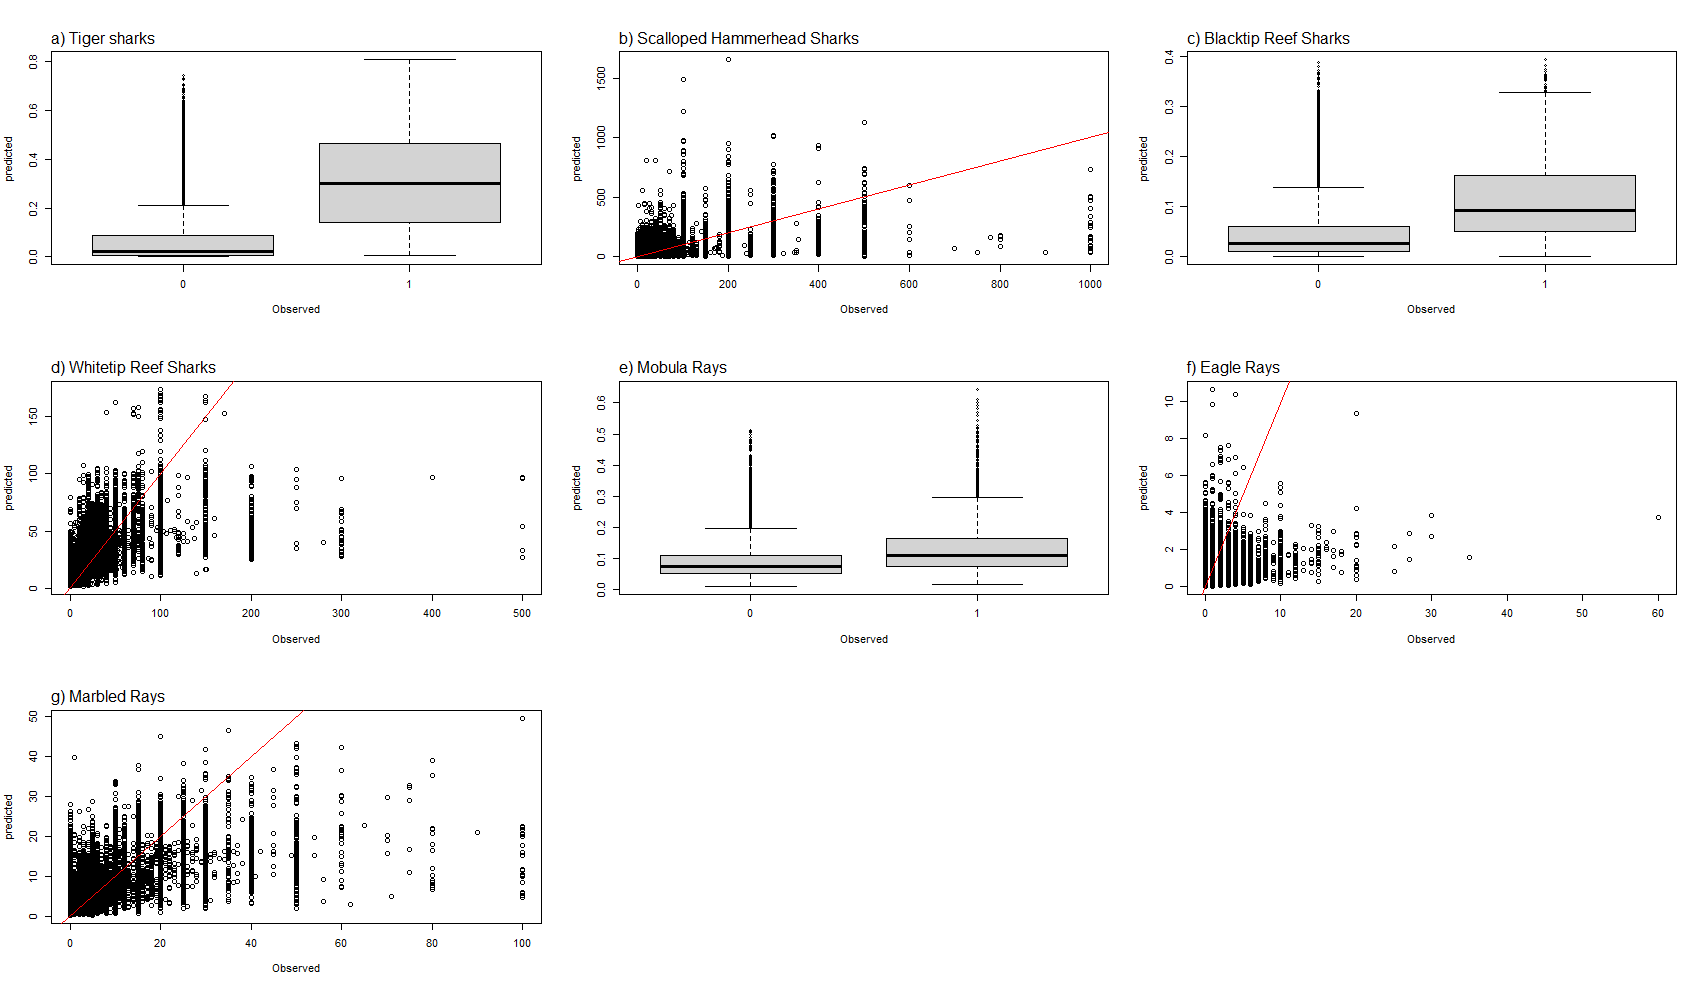 a) Tiger sharks
predicted
0.0 0.2 0.4 0.6 0.8
0 1
Observed
b) Scalloped Hammerhead Sharks
predicted
0 500 1000 1500
0 200 400 600 800 1000
Observed
c) Blacktip Reef Sharks
predicted
0.0 0.1 0.2 0.3 0.4
0 1
Observed
d) Whitetip Reef Sharks
predicted
0 50 100 150
0 100 200 300 400 500
Observed
e) Mobula Rays
predicted
0.0 0.1 0.2 0.3 0.4 0.5 0.6
0 1
Observed
f) Eagle Rays
predicted
0 2 4 6 8 10
0 10 20 30 40 50 60
Observed
g) Marbled Rays
predicted
0 10 20 30 40 50
0 20 40 60 80 100
Observed